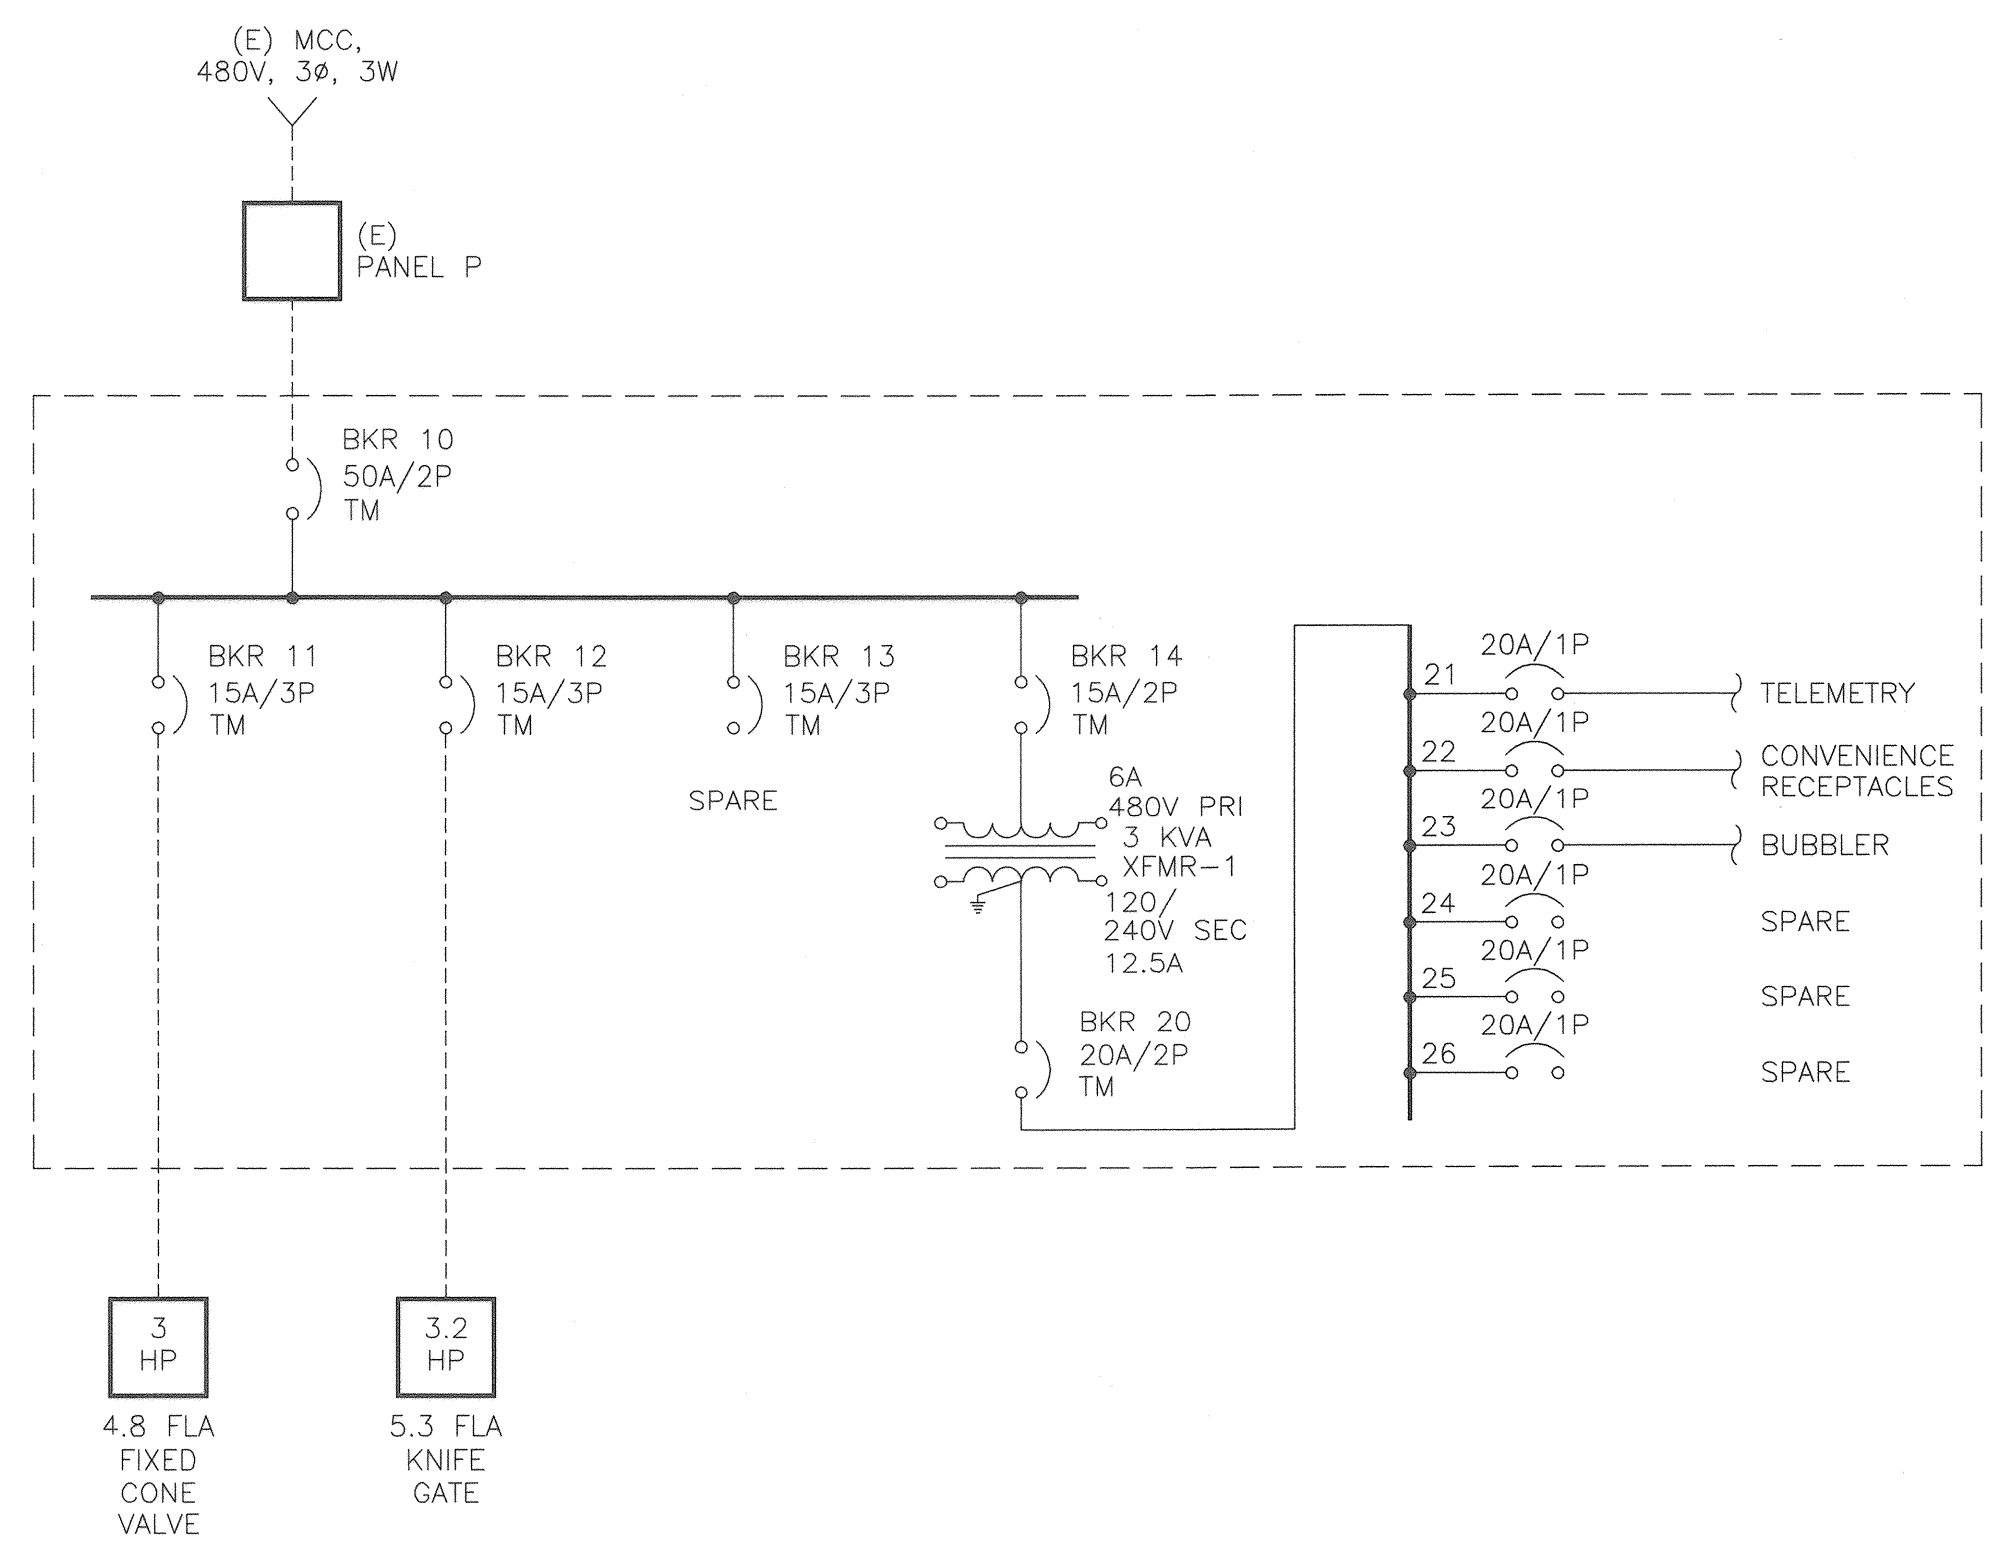 (E) MCC,
480V, 3ø, 3W
(E)
PANEL P
BKR 10
50A/2P
TM
BKR 11
15A/3P
TM
BKR 12
15A/3P
TM
BKR 13
15A/3P
TM
SPARE
BKR 14
15A/2P
TM
6A
480V PRI
3 KVA
XFMR-1
120/
240V SEC
12.5A
BKR 20
20A/2P
TM
20A/1P
21
TELEMETRY
20A/1P
22
CONVENIENCE
RECEPTACLES
20A/1P
23
BUBBLER
20A/1P
24
SPARE
20A/1P
25
SPARE
20A/1P
26
SPARE
3
HP
4.8 FLA
FIXED
CONE
VALVE
3.2
HP
5.3 FLA
KNIFE
GATE